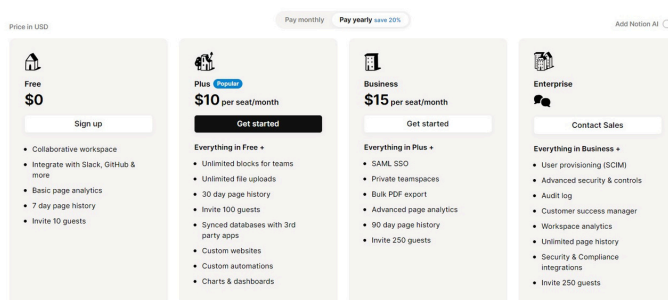 Price in USD
Pay monthly
Pay yearly save 20%
Add Notion AI
Free
$0
Sign up
Collaborative workspace
Integrate with Slack, GitHub &
more
Basic page analytics
7 day page history
Invite 10 guests
Plus Popular
$10 per seat/month
Get started
Everything in Free +
Unlimited blocks for teams
Unlimited file uploads
30 day page history
Invite 100 guests
Synced databases with 3rd
party apps
Custom websites
Custom automations
Charts & dashboards
Business
$15 per seat/month
Get started
Everything in Plus +
SAML SSO
Private teamspaces
Bulk PDF export
Advanced page analytics
90 day page history
Invite 250 guests
Enterprise
Contact Sales
Everything in Business +
User provisioning (SCIM)
Advanced security & controls
Audit log
Customer success manager
Workspace analytics
Unlimited page history
Security & Compliance
integrations
Invite 250 guests